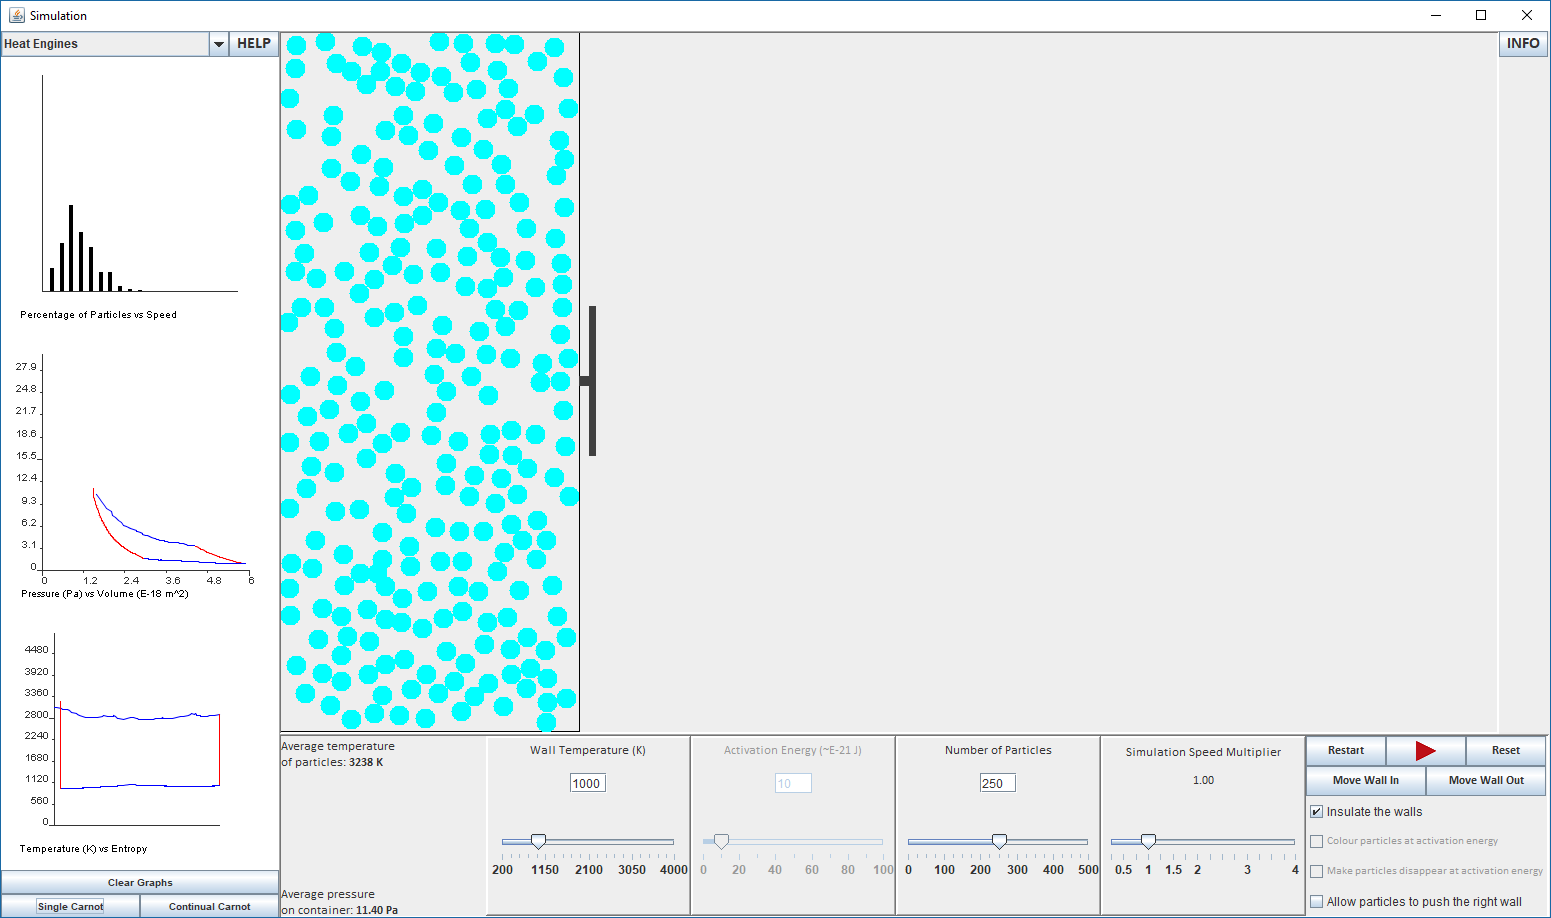 Simulation
Heat Engines
HELP
INFO
Percentage of Particles vs Speed
27.9
24.8
21.7
18.6
15.5
12.4
9.3
6.2
3.1
0
0 1.2 2.4 3.6 4.8 6
Pressure (Pa) vs Volume (E-18 m^2)
4480
3920
3360
2800
2240
1680
1120
560
0
Temperature (K) vs Entropy
Clear Graphs
Single Carnot Continual Carnot
Average temperature
of particles: 3238 K
Average pressure
on container: 11.40 Pa
Wall Temperature (K)
1000
200 1150 2100 3050 4000
Activation Energy (~E-21 J)
10
0 20 40 60 80 100
Number of Particles
250
0 100 200 300 400 500
Simulation Speed Multiplier
1.00
0.5 1 1.5 2 3 4
Restart Reset
Move Wall In Move Wall Out
Insulate the walls
Colour particles at activation energy
Make particles disappear at activation energy
Allow particles to push the right wall